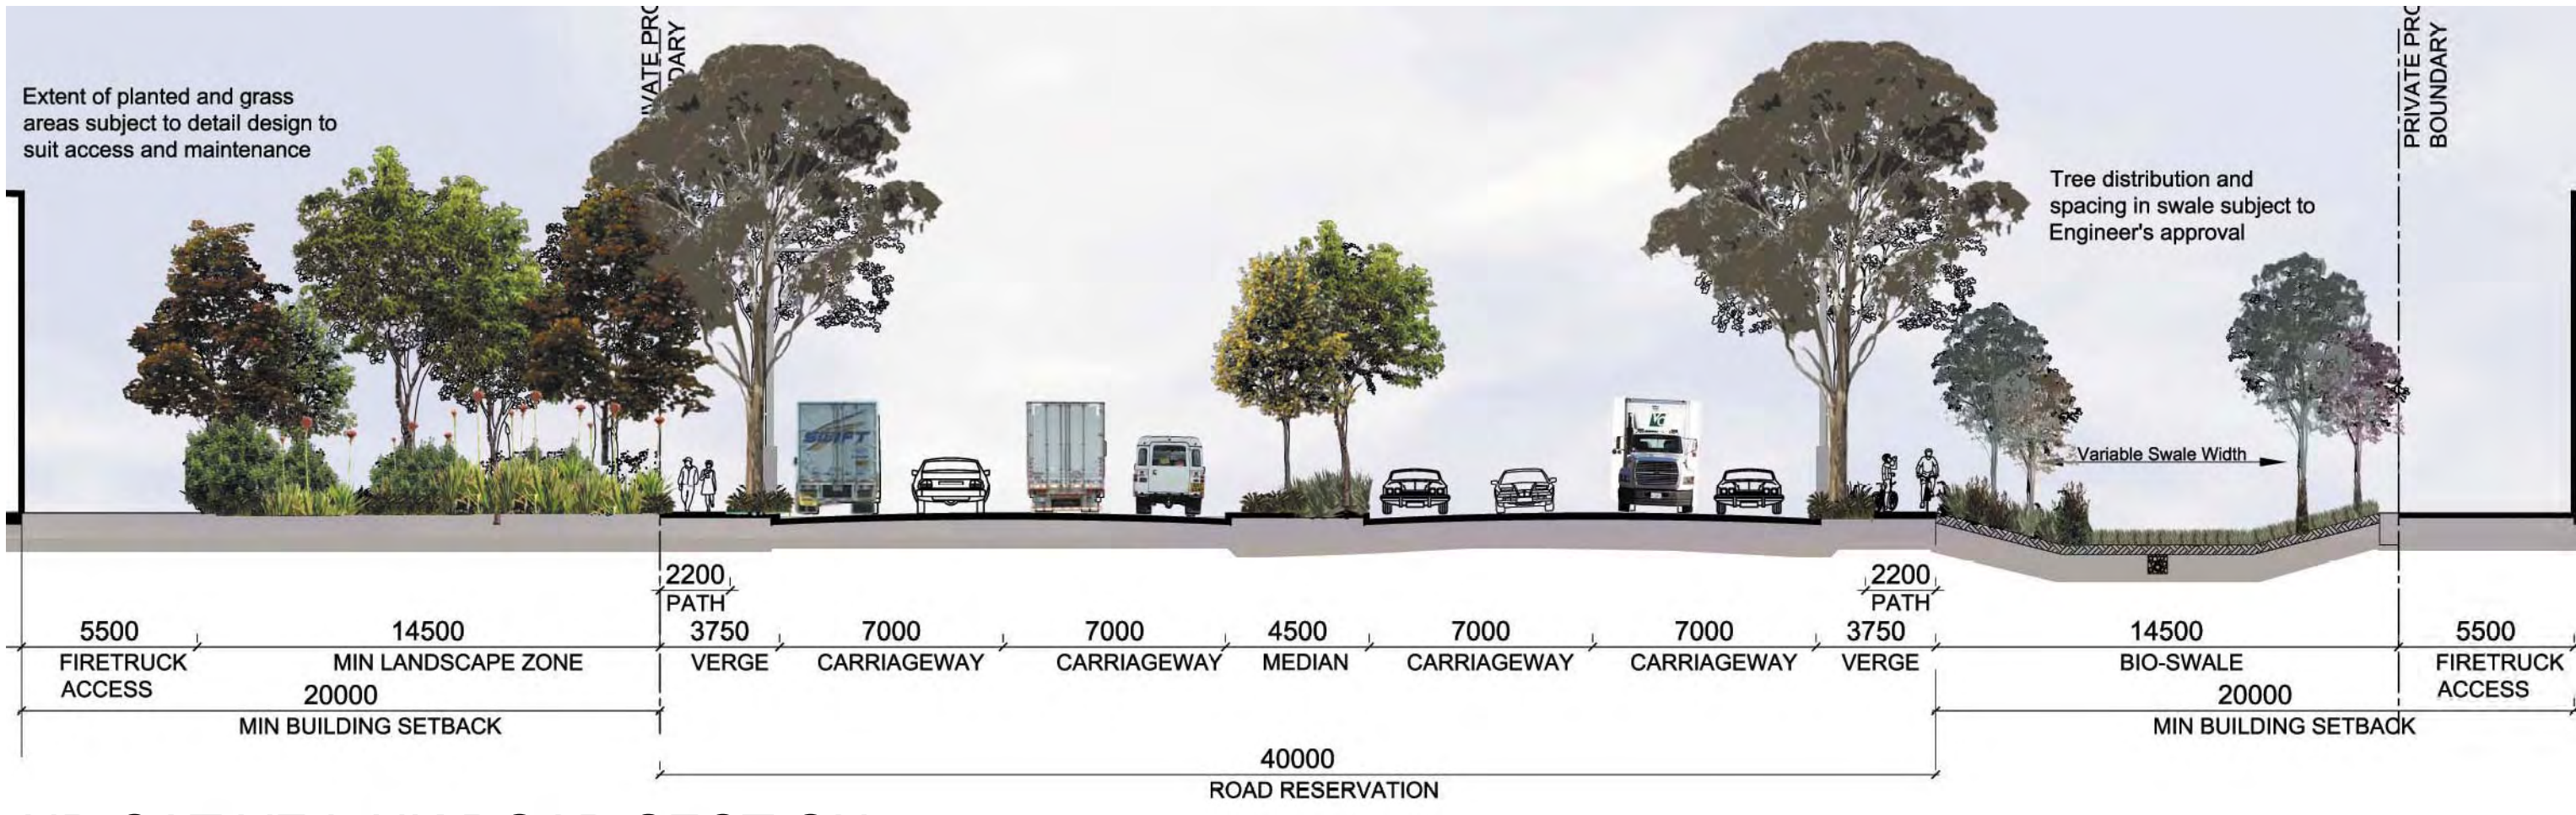 Extent of planted and grass
areas subject to detail design to
suit access and maintenance
BOUNDARY
Tree distribution and
spacing in swale subject to
Engineer's approval
PRIVATE
BOUNDARY
SWIFT
Variable Swale Width
2200
PATH
2200
PATH
5500
14500
3750
7000
7000
4500
7000
7000
3750
14500
5500
FIRETRUCK
ACCESS
MIN LANDSCAPE ZONE
VERGE
CARRIAGEWAY
CARRIAGEWAY
MEDIAN
CARRIAGEWAY
CARRIAGEWAY
VERGE
BIO-SWALE
FIRETRUCK
ACCESS
20000
MIN BUILDING SETBACK
20000
MIN BUILDING SETBACK
40000
ROAD RESERVATION